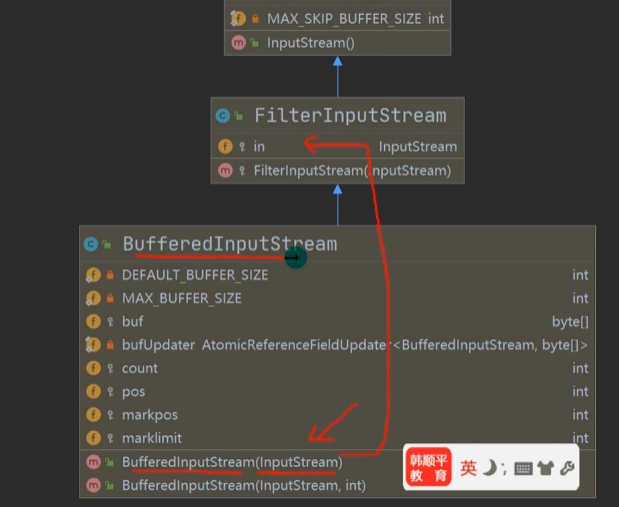 MAX_SKIP_BUFFER_SIZE int
InputStream()
FilterInputStream
in InputStream
FilterInputStream(InputStream)
BufferedInputStream
DEFAULT_BUFFER_SIZE int
MAX_BUFFER_SIZE int
buf byte[]
bufUpdater AtomicReferenceFieldUpdater<BufferedInputStream, byte[]>
count int
pos int
markpos int
marklimit int
BufferedInputStream(InputStream)
BufferedInputStream(InputStream, int)
韩顺平
教 育
英